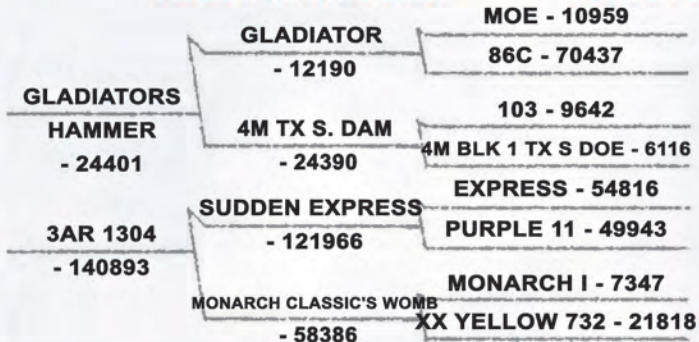 MOE - 10959
GLADIATOR
- 12190
86C - 70437
GLADIATORS
HAMMER
- 24401
103 - 9642
4M TX S. DAM
- 24390
4M BLK 1 TX S DOE - 6116
EXPRESS - 54816
SUDDEN EXPRESS
- 121966
PURPLE 11 - 49943
3AR 1304
- 140893
MONARCH I - 7347
MONARCH CLASSIC'S WOMB
- 58386
XX YELLOW 732 - 21818